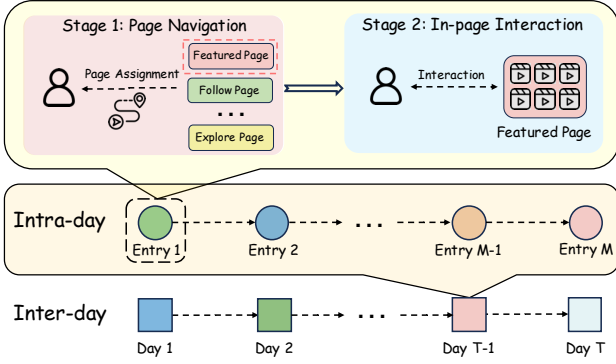 Stage 1: Page Navigation
Stage 2: In-page Interaction
Featured Page
Page Assignment
Follow Page
...
Explore Page
Interaction
Featured Page
Intra-day
Entry 1
Entry 2
...
Entry M-1
Entry M
Inter-day
Day 1
Day 2
...
Day T-1
Day T